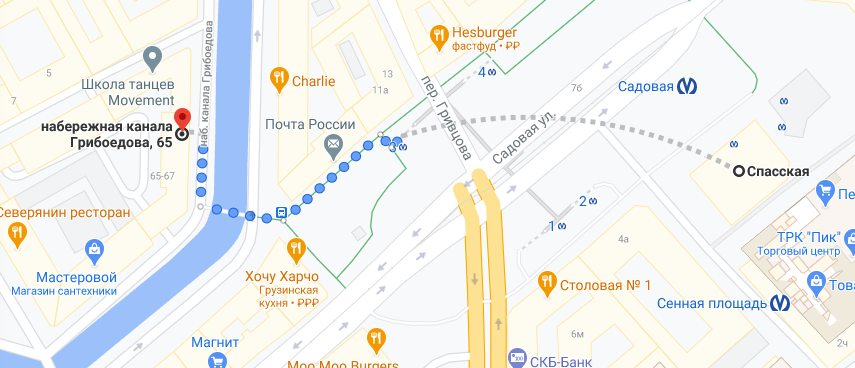 Hesburger
фастфуд • ₽₽
4
Школа танцев
Movement
Charlie
13
11а
7
5
76
Садовая
наб. канала Грибоедова
пер. Гривцова
Садовая ул.
набережная канала
Грибоедова, 65
Почта России
3
Спасская
65-67
Северянин ресторан
2
1
Пе
ТРК "Пик"
Торговый центр
4а
Мастеровой
Магазин сантехники
Хочу Харчо
Грузинская
кухня • ₽₽₽
Столовая № 1
Това
Сенная площадь
Магнит
6м
2ч
Moo Moo Burgers
СКБ-Банк